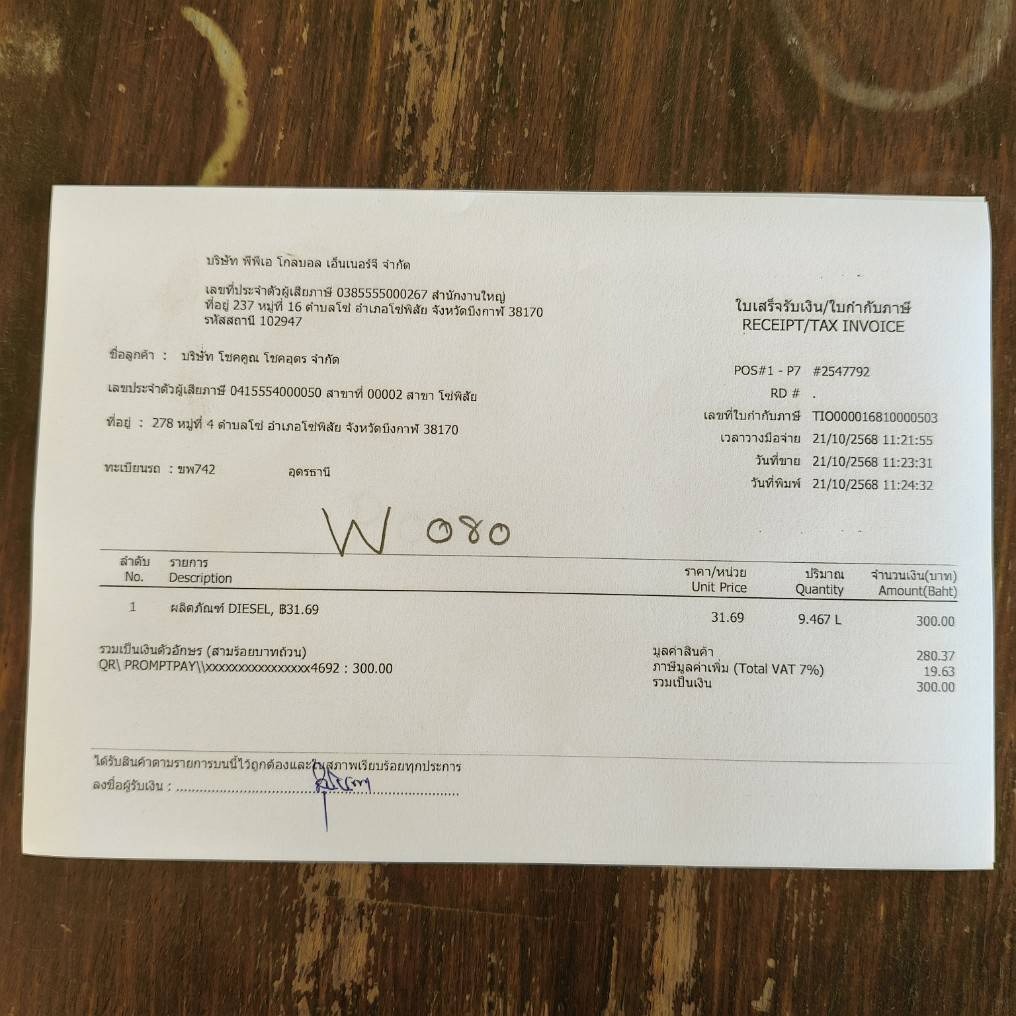 บริษัท พีพีเอ โกลบอล เอ็นเนอร์จี จำกัด
เลขที่ประจำตัวผู้เสียภาษี 0385555000267 สำนักงานใหญ่
ที่อยู่ 237 หมู่ที่ 16 ตำบลโซ่ อำเภอโซ่พิสัย จังหวัดบึงกาฬ 38170
รหัสสถานี 102947
ใบเสร็จรับเงิน/ใบกำกับภาษี
RECEIPT/TAX INVOICE
ชื่อลูกค้า : บริษัท โชคคูณ โชคอุดร จำกัด
เลขประจำตัวผู้เสียภาษี 0415554000050 สาขาที่ 00002 สาขา โซ่พิสัย
ที่อยู่ : 278 หมู่ที่ 4 ตำบลโซ่ อำเภอโซ่พิสัย จังหวัดบึงกาฬ 38170
ทะเบียนรถ : ขพ742 อุดรธานี
POS#1 - P7 #2547792
RD # .
เลขที่ใบกำกับภาษี TIO000016810000503
เวลาวางมือจ่าย 21/10/2568 11:21:55
วันที่ขาย 21/10/2568 11:23:31
วันที่พิมพ์ 21/10/2568 11:24:32
W 080
ลำดับ รายการ ราคา/หน่วย ปริมาณ จำนวนเงิน(บาท)
No. Description Unit Price Quantity Amount(Baht)
1 ผลิตภัณฑ์ DIESEL, ฿31.69 31.69 9.467 L 300.00
รวมเป็นเงินตัวอักษร (สามร้อยบาทถ้วน)
QR\ PROMPTPAY\\xxxxxxxxxxxxxxxxx4692 : 300.00
มูลค่าสินค้า 280.37
ภาษีมูลค่าเพิ่ม (Total VAT 7%) 19.63
รวมเป็นเงิน 300.00
ได้รับสินค้าตามรายการบนนี้ไว้ถูกต้องและในสภาพเรียบร้อยทุกประการ
ลงชื่อผู้รับเงิน :